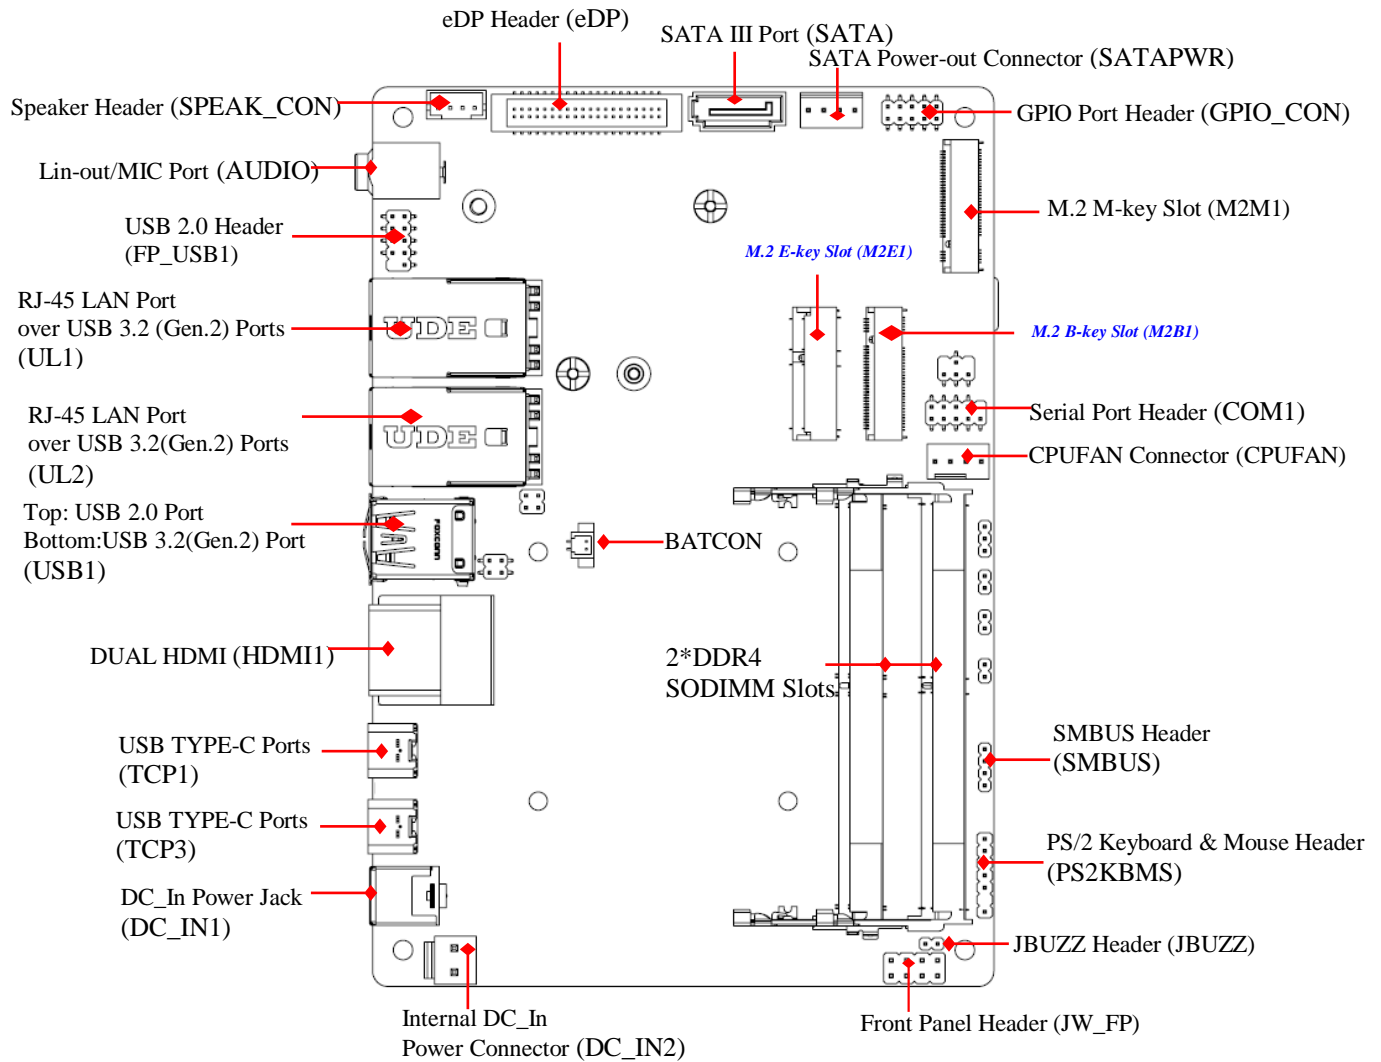 eDP Header (eDP)
SATA III Port (SATA)
SATA Power-out Connector (SATAPWR)
Speaker Header (SPEAK_CON)
GPIO Port Header (GPIO_CON)
Lin-out/MIC Port (AUDIO)
M.2 M-key Slot (M2M1)
USB 2.0 Header
(FP_USB1)
M.2 E-key Slot (M2E1)
RJ-45 LAN Port
over USB 3.2 (Gen.2) Ports
(UL1)
UDE
M.2 B-key Slot (M2B1)
RJ-45 LAN Port
over USB 3.2(Gen.2) Ports
(UL2)
UDE
Serial Port Header (COM1)
CPUFAN Connector (CPUFAN)
Top: USB 2.0 Port
Bottom:USB 3.2(Gen.2) Port
(USB1)
FOXCONN
BATCON
DUAL HDMI (HDMI1)
2*DDR4
SODIMM Slots
USB TYPE-C Ports
(TCP1)
SMBUS Header
(SMBUS)
USB TYPE-C Ports
(TCP3)
PS/2 Keyboard & Mouse Header
(PS2KBMS)
DC_In Power Jack
(DC_IN1)
JBUZZ Header (JBUZZ)
Internal DC_In
Power Connector (DC_IN2)
Front Panel Header (JW_FP)